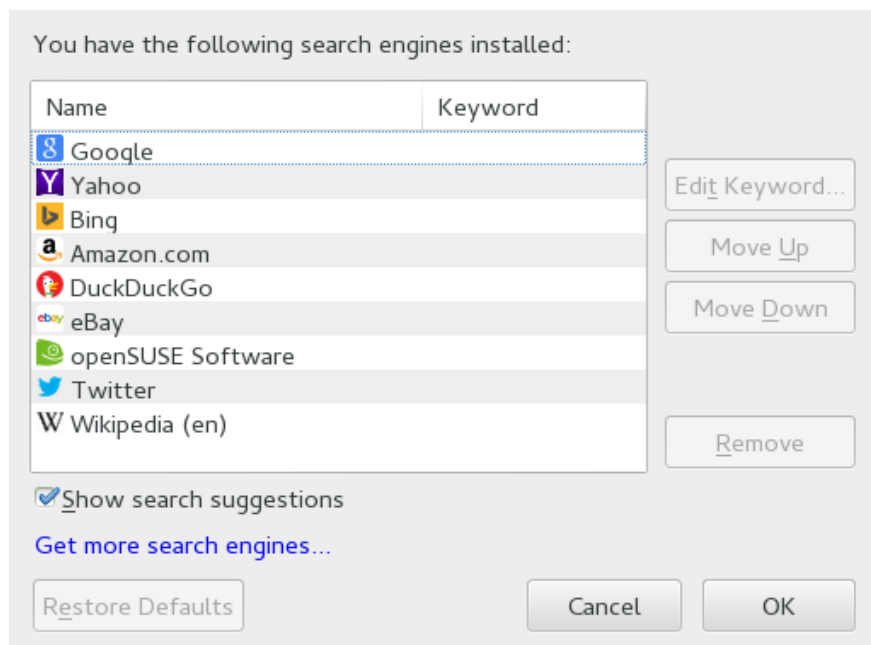 You have the following search engines installed:
Name Keyword
Google
Yahoo
Bing
Amazon.com
DuckDuckGo
eBay
openSUSE Software
Twitter
Wikipedia (en)
Edit Keyword...
Move Up
Move Down
Remove
Show search suggestions
Get more search engines...
Restore Defaults Cancel OK